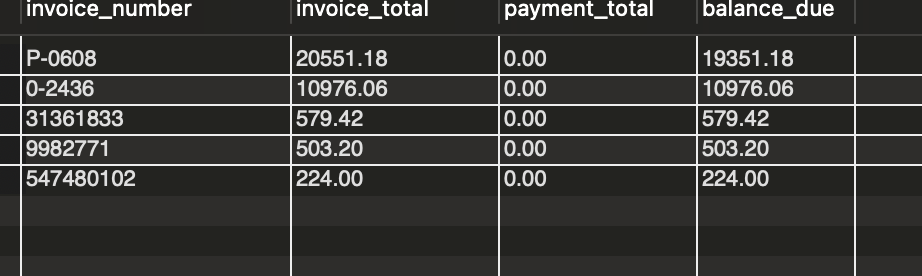 invoice_number invoice_total payment_total balance_due
P-0608 20551.18 0.00 19351.18
0-2436 10976.06 0.00 10976.06
31361833 579.42 0.00 579.42
9982771 503.20 0.00 503.20
547480102 224.00 0.00 224.00